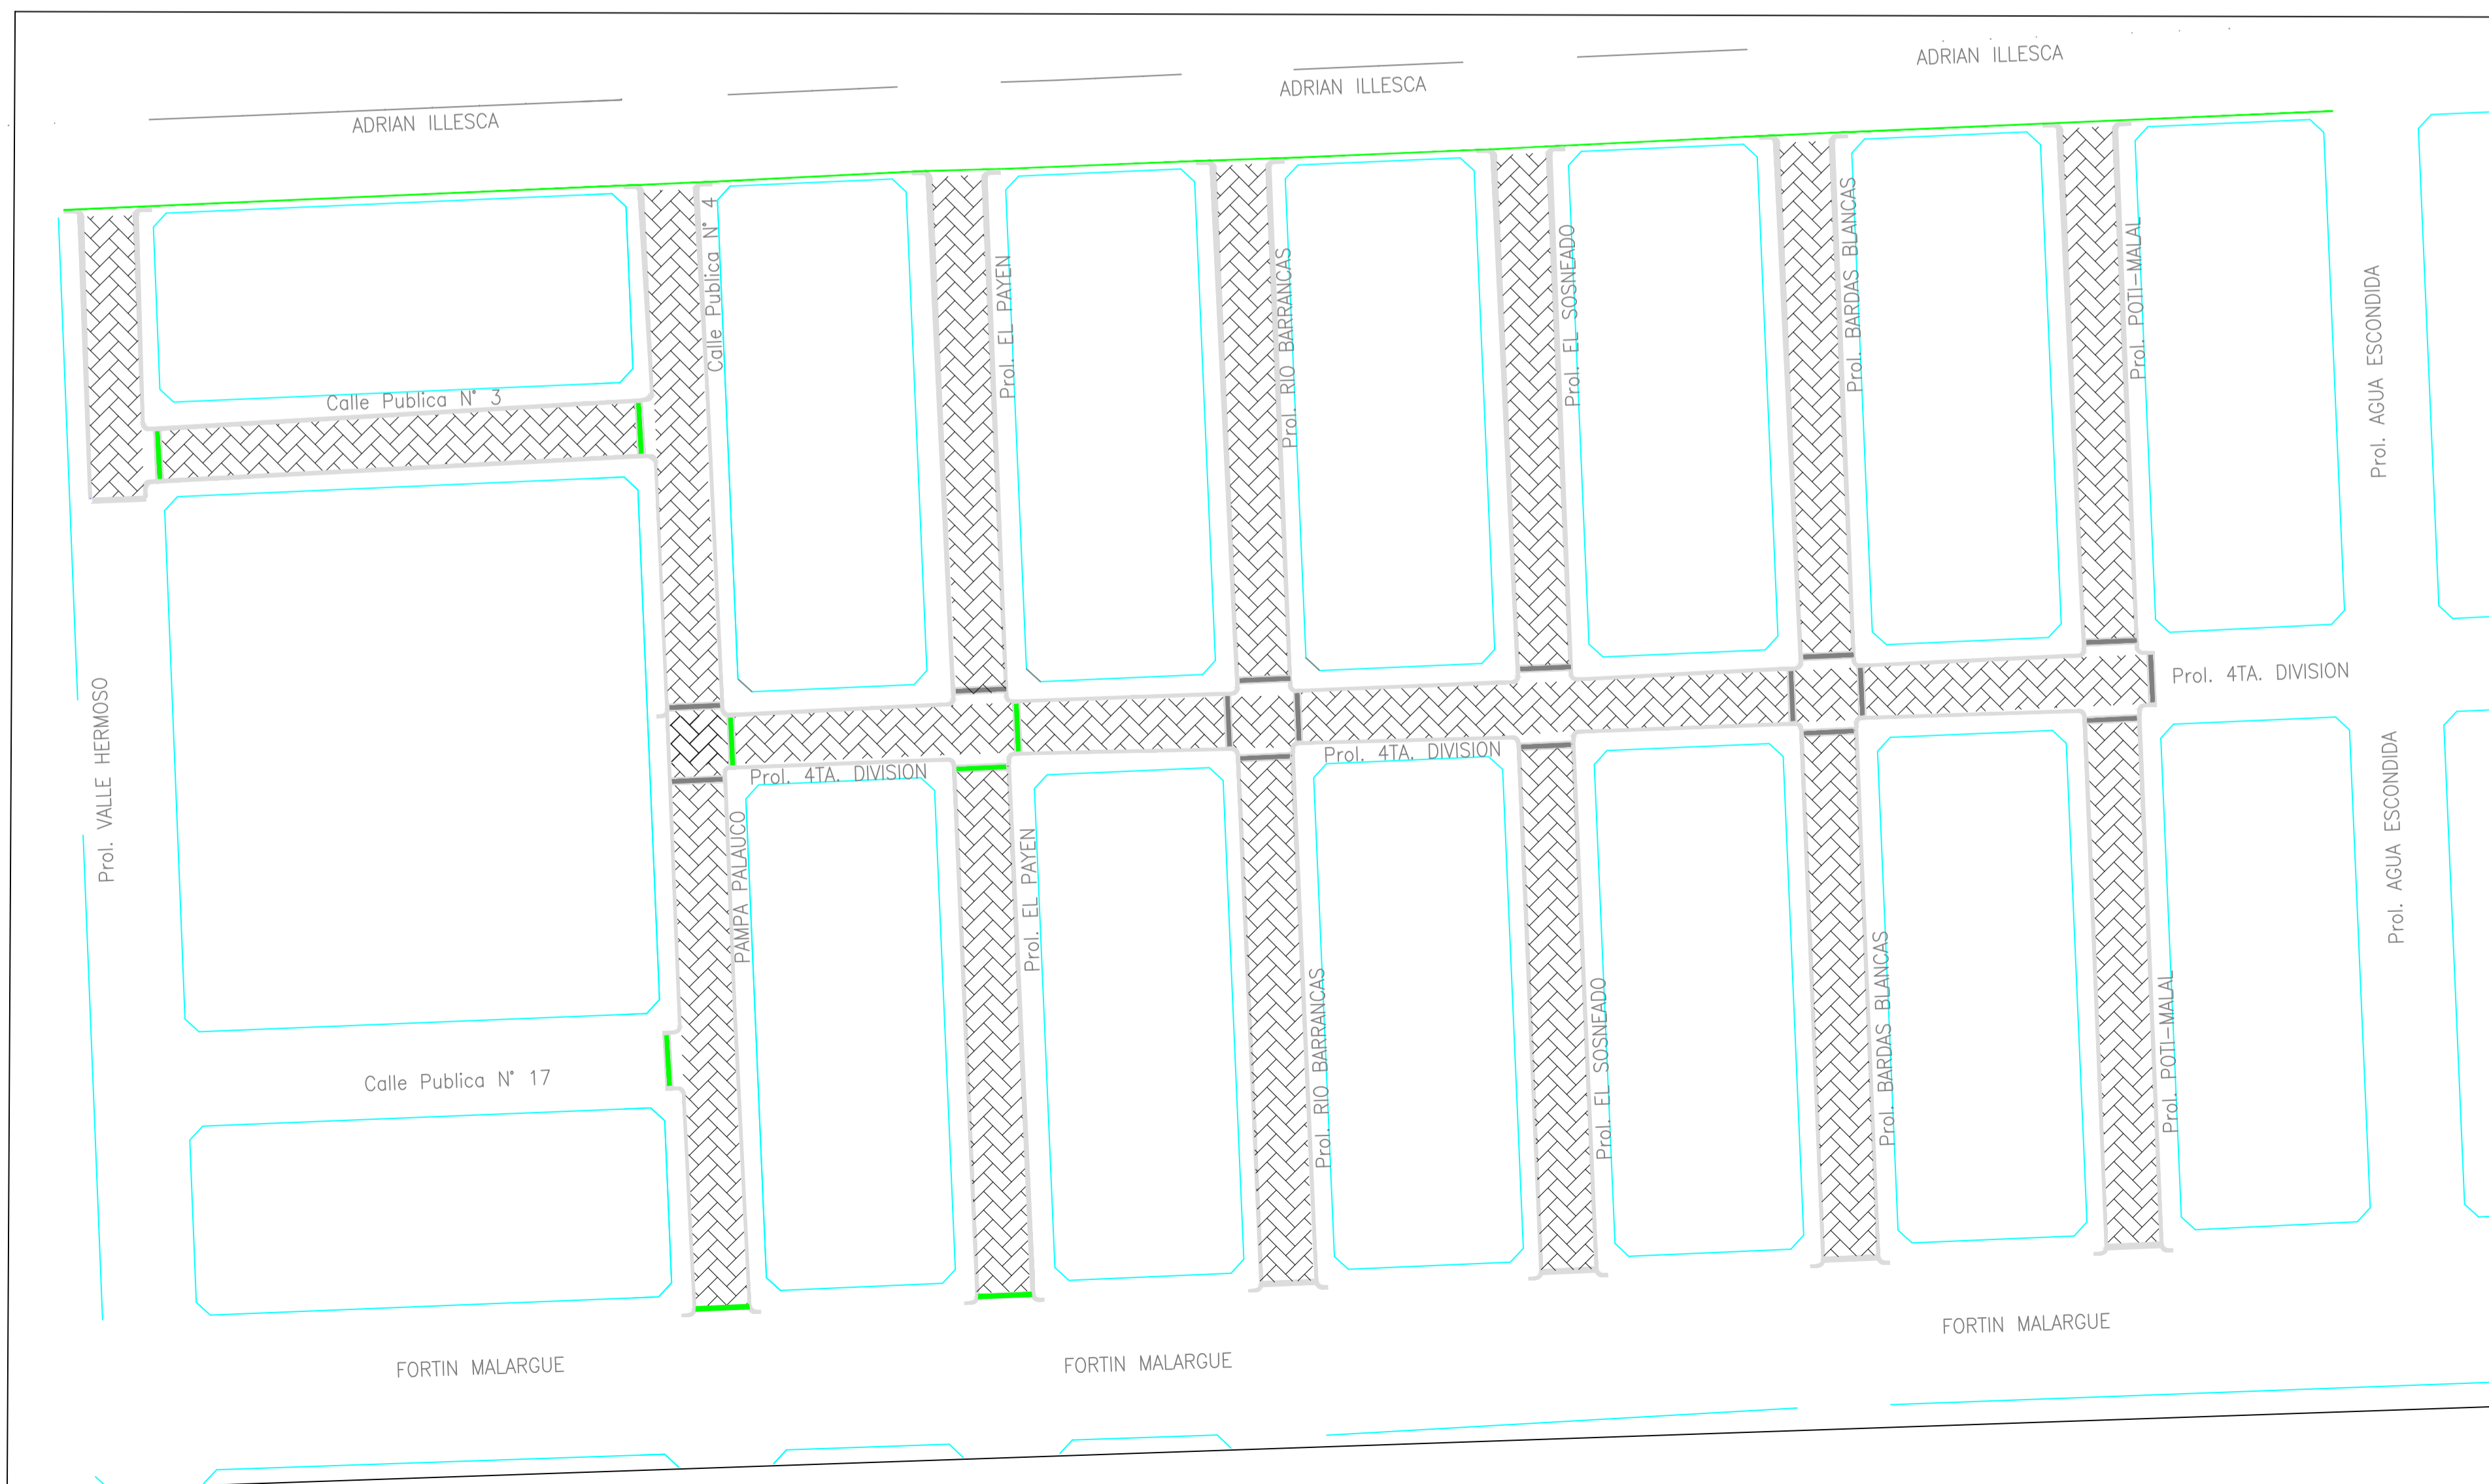 ADRIAN ILLESCA
ADRIAN ILLESCA
ADRIAN ILLESCA
Calle Publica N° 4
Prol. EL PAYEN
Prol. RIO BARRANCAS
Prol. EL SOSNEADO
Prol. BARDAS BLANCAS
Prol. POTI-MALAL
Prol. AGUA ESCONDIDA
Calle Publica N° 3
Prol. VALLE HERMOSO
Prol. 4TA. DIVISION
Prol. 4TA. DIVISION
Prol. 4TA. DIVISION
PAMPA PALAUCO
Prol. EL PAYEN
Prol. RIO BARRANCAS
Prol. EL SOSNEADO
Prol. BARDAS BLANCAS
Prol. POTI-MALAL
Prol. AGUA ESCONDIDA
Calle Publica N° 17
FORTIN MALARGUE
FORTIN MALARGUE
FORTIN MALARGUE